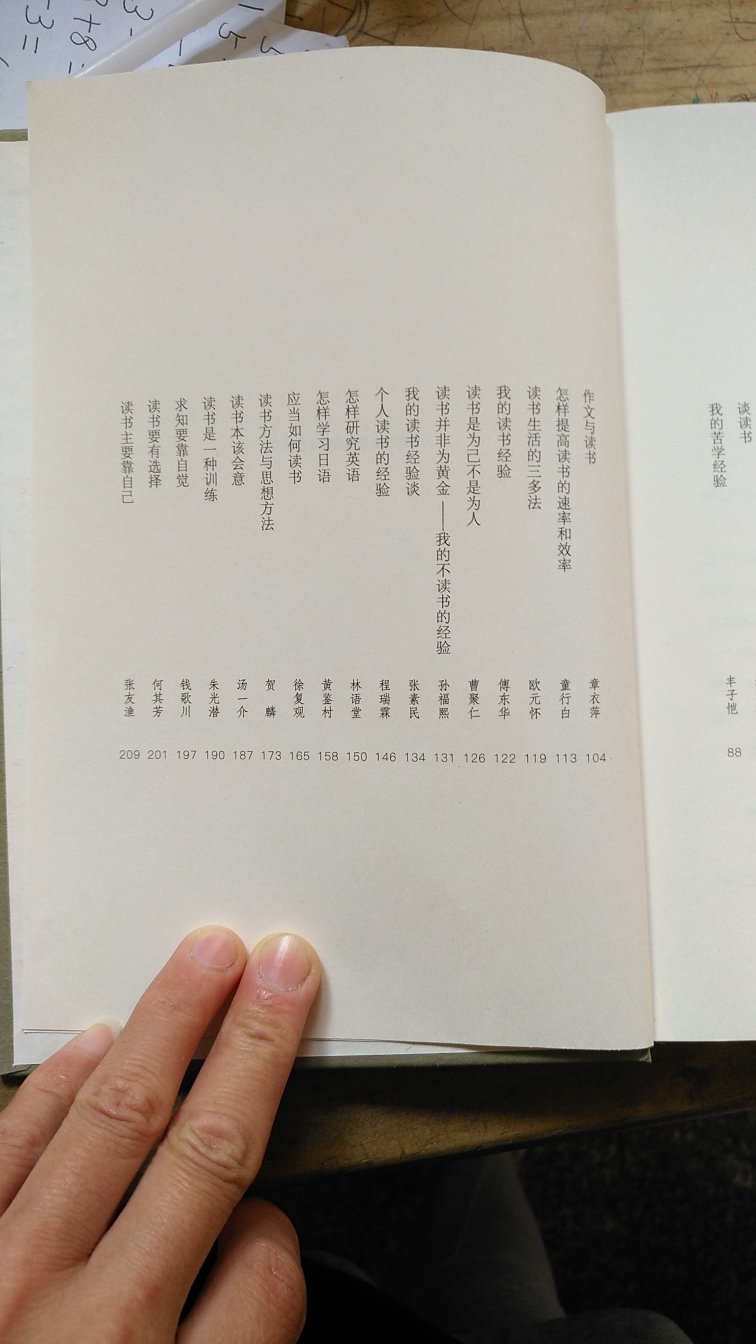 谈读书
我的苦学经验 丰子恺 88
作文与读书 章衣萍 104
怎样提高读书的速率和效率 童行白 113
读书生活的三多法 欧元怀 119
我的读书经验 傅东华 122
读书是为己不是为人 曹聚仁 126
读书并非为黄金——我的不读书的经验 孙福熙 131
我的读书经验谈 张素民 134
个人读书的经验 程瑞霖 146
怎样研究英语 林语堂 150
怎样学习日语 黄鉴村 158
应当如何读书 徐复观 165
读书方法与思想方法 贺麟 173
读书本该会意 汤一介 187
读书是一种训练 朱光潜 190
求知要靠自觉 钱歌川 197
读书要有选择 何其芳 201
读书主要靠自己 张友渔 209